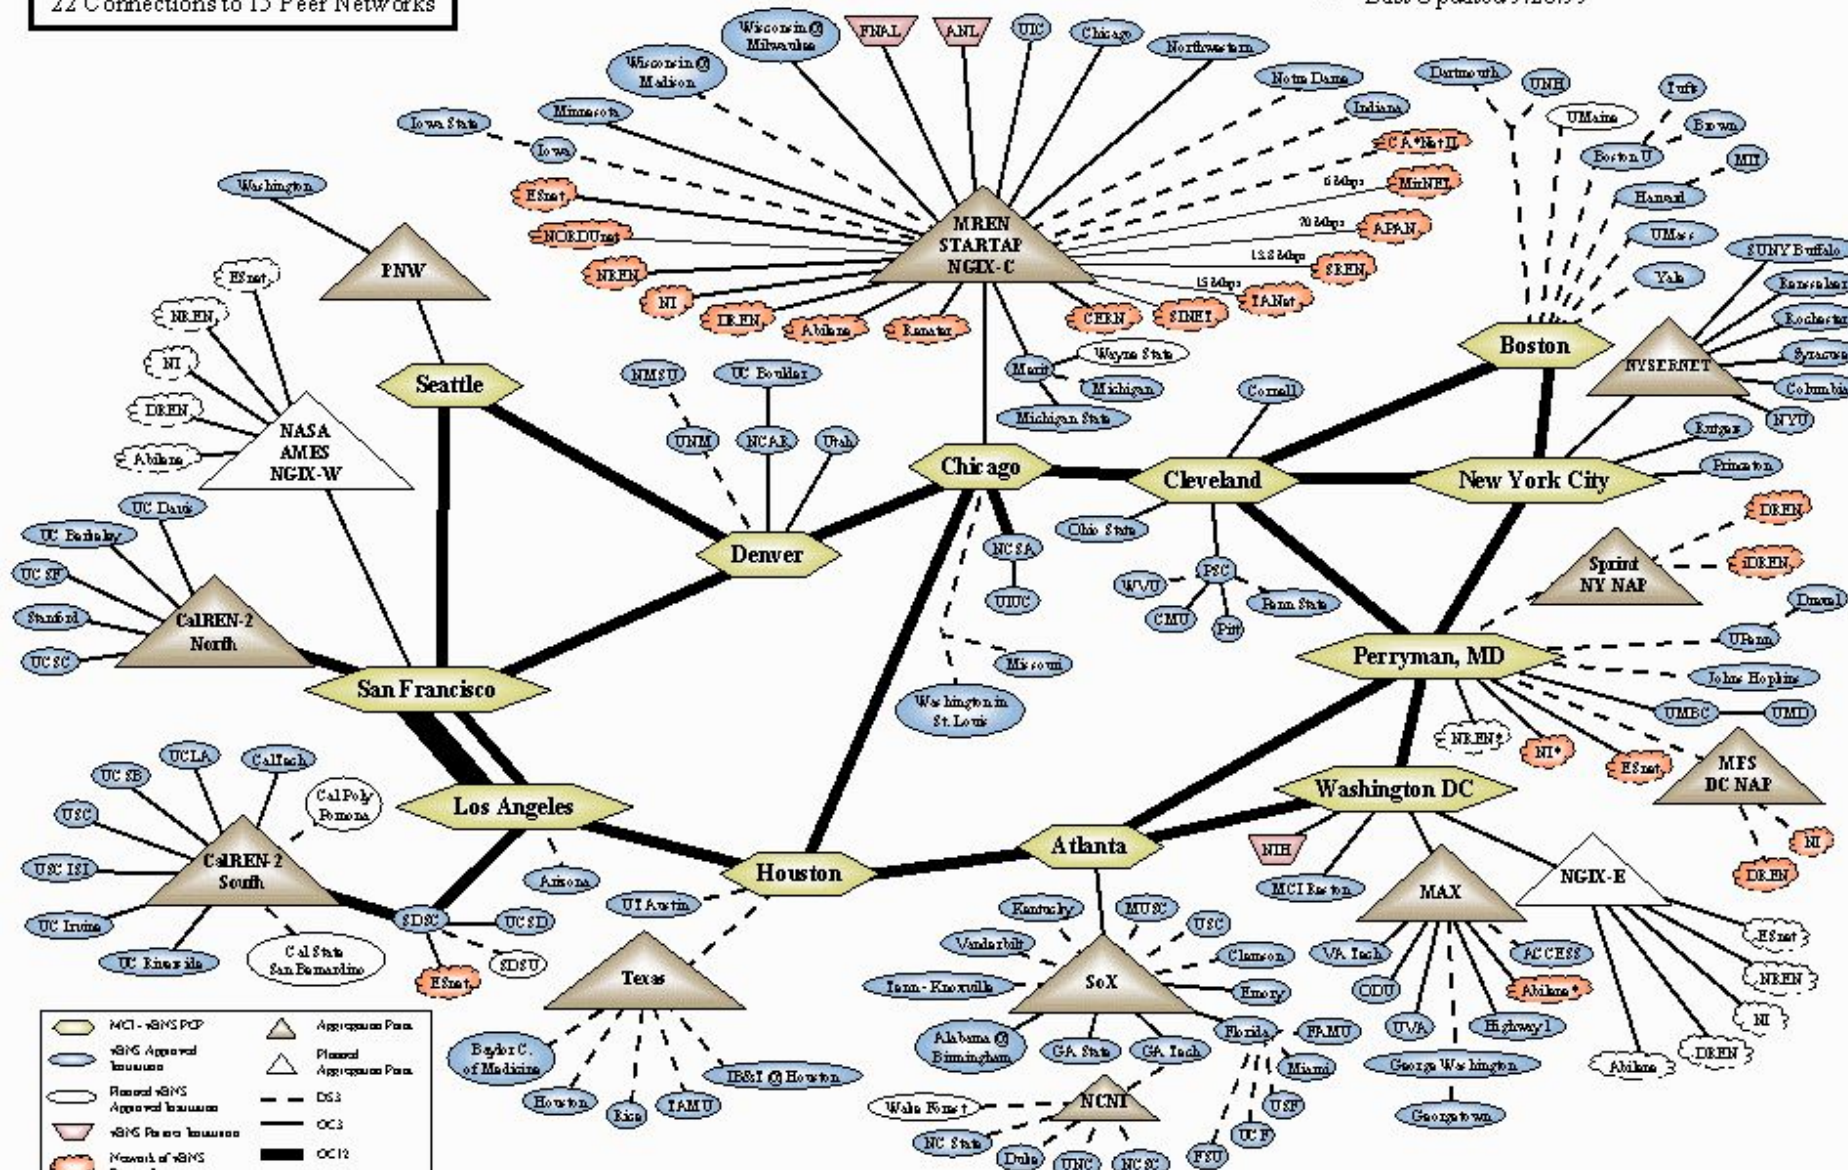 22 Connections to 15 Peer Networks
Wisconsin @
Milwaukee
FNAL
ANL
UIC
Chicago
Northwestern
Wisconsin @
Madison
Notre Dame
Dartmouth
UNH
Tufts
Iowa State
Minnesota
Indiana
UMaine
Brown
Iowa
CA*Net II
Boston U
MIT
Washington
ESnet
6 Mbps
MirNET
Harvard
PNW
MREN
STARTAP
NGIX-C
NORDUnet
70 Mbps
APAN
UMass
SUNY Buffalo
ESnet
NREN
13.8 Mbps
SREN
Yale
Rensselaer
NREN
NI
15 Mbps
TANet
Rochester
DREN
Abilene
Renater
CERN
SINET
Boston
NYSERNET
Syracuse
NI
Seattle
NMSU
UC Boulder
Merit
Wayne State
Michigan
Michigan State
Cornell
Columbia
NYU
DREN
NASA
AMES
NGIX-W
UNM
NCAR
Utah
Rutgers
Abilene
Chicago
Cleveland
New York City
Princeton
UC Davis
DREN
UC Berkeley
Denver
NCSA
Ohio State
Sprint
NY NAP
iDREN
UCSF
UIUC
WVU
PSC
Penn State
Drexel
Stanford
CalREN-2
North
CMU
Pitt
UPenn
UCSC
Missouri
Perryman, MD
Johns Hopkins
San Francisco
Washington in
St. Louis
UMBC
UMD
NREN*
NI*
ESnet
MFS
DC NAP
UCLA
CalTech
UCSB
Cal Poly
Pomona
Los Angeles
Washington DC
USC
Atlanta
NIH
NI
CalREN-2
South
USC ISI
Arizona
Houston
MCI Reston
MAX
NGIX-E
DREN
UC Irvine
SDSC
UCSD
UT Austin
Kentucky
MUSC
USC
UC Riverside
Cal State
San Bernardino
SDSU
ESnet
Vanderbilt
Clemson
VA Tech
ACCESS
ESnet
Texas
Tenn-Knoxville
SoX
Emory
ODU
Abilene*
NREN
Alabama @
Birmingham
GA State
GA Tech
Florida
FAMU
UVA
Highway1
NI
MCI - vBNS POP
Aggregation Point
Baylor C.
of Medicine
IB&T @ Houston
Miami
George Washington
Abilene
DREN
vBNS Approved
Institution
Planned
Aggregation Point
Houston
Rice
TAMU
Wake Forest
NCNI
USF
Georgetown
Planned vBNS
Approved Institution
DS3
NC State
UCF
vBNS Partner Institution
OC3
Duke
UNC
NCSC
FSU
Network of vBNS
OC12